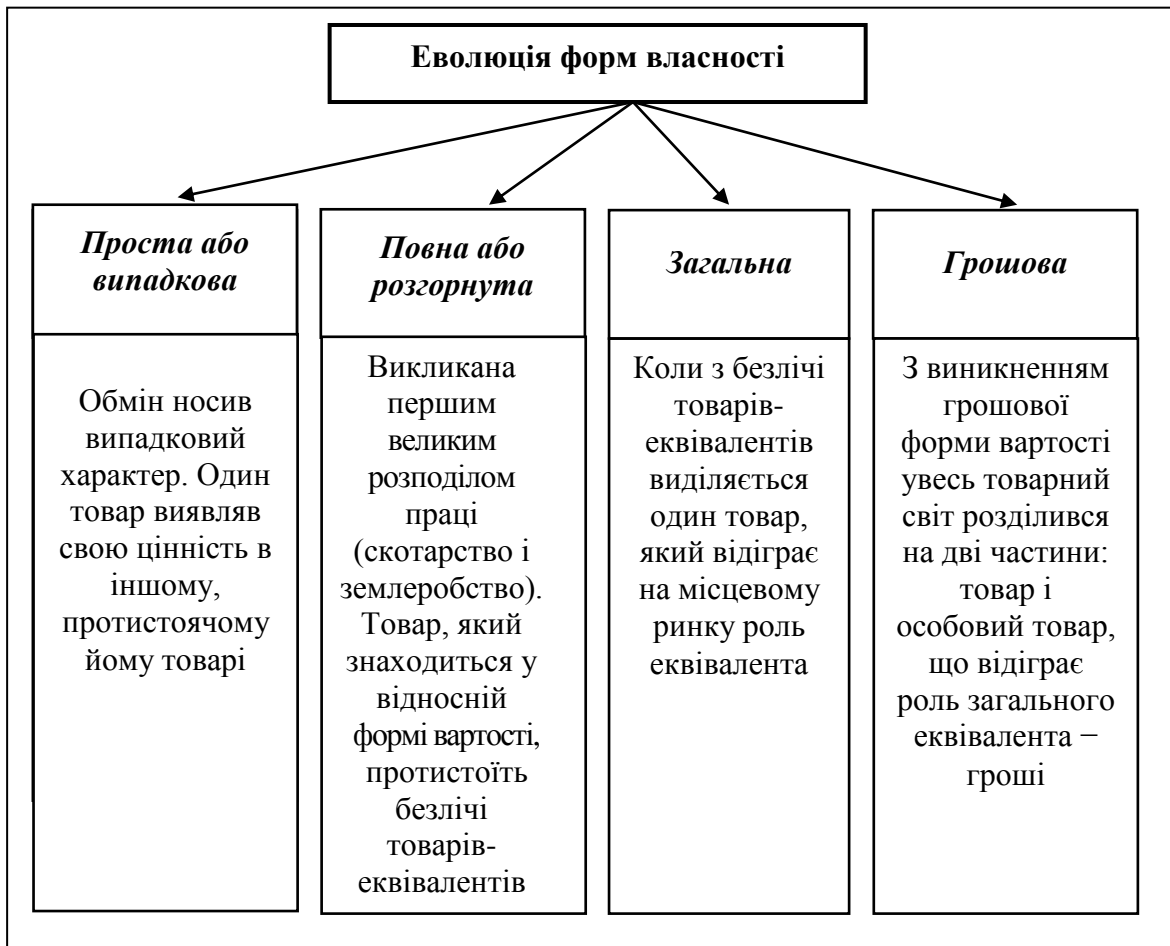 Еволюція форм власності
Проста або
випадкова
Обмін носив
випадковий
характер. Один
товар виявляв
свою цінність в
іншому,
протистоячому
йому товарі
Повна або
розгорнута
Викликана
першим
великим
розподілом
праці
(скотарство і
землеробство).
Товар, який
знаходиться у
відносній
формі вартості,
протистоїть
безлічі
товарів-
еквівалентів
Загальна
Коли з безлічі
товарів-
еквівалентів
виділяється
один товар,
який відіграє
на місцевому
ринку роль
еквівалента
Грошова
З виникненням
грошової
форми вартості
увесь товарний
світ розділився
на дві частини:
товар і
особовий товар,
що відіграє
роль загального
еквівалента −
гроші